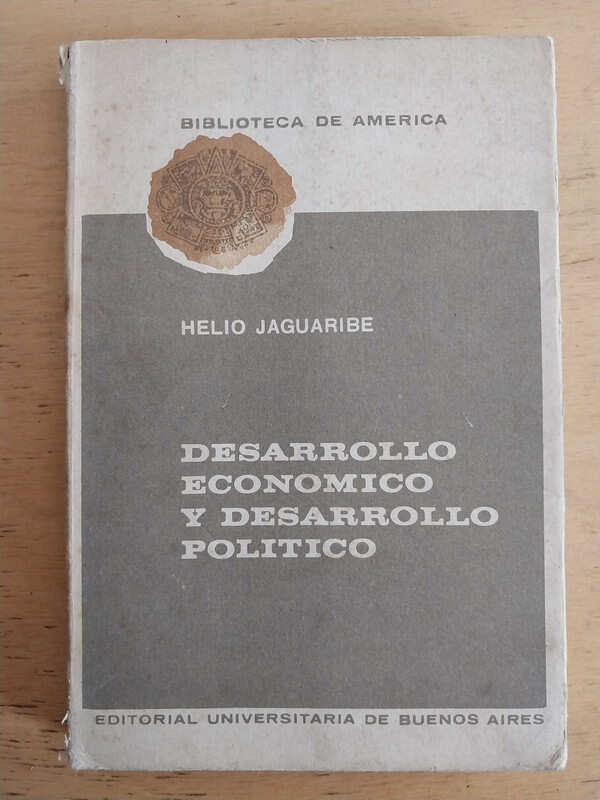 BIBLIOTECA DE AMERICA
HELIO JAGUARIBE
DESARROLLO
ECONOMICO
Y DESARROLLO
POLITICO
EDITORIAL UNIVERSITARIA DE BUENOS AIRES